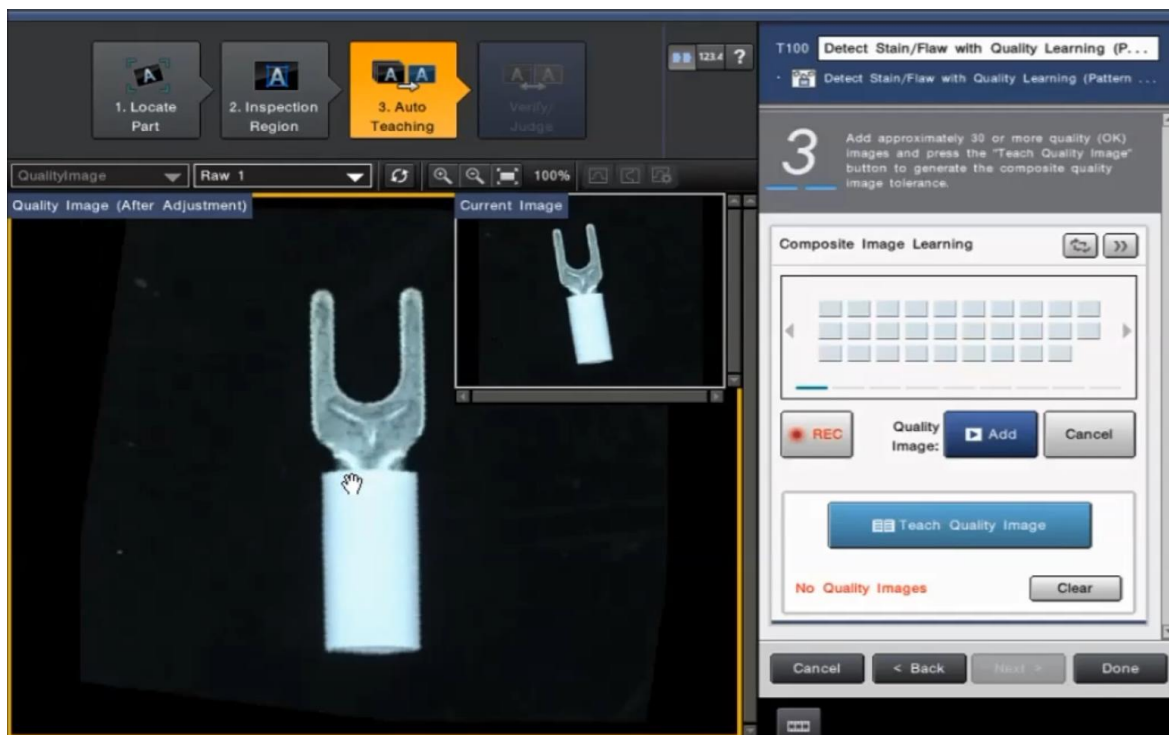 1. Locate
Part
2. Inspection
Region
3. Auto
Teaching
Verify/
Judge
123.4 ?
T100 Detect Stain/Flaw with Quality Learning (P...
Detect Stain/Flaw with Quality Learning (Pattern ...
3
Add approximately 30 or more quality (OK)
images and press the "Teach Quality Image"
button to generate the composite quality
image tolerance.
QualityImage
Raw 1
100%
Quality Image (After Adjustment)
Current Image
Composite Image Learning
REC
Quality
Image:
Add
Cancel
Teach Quality Image
No Quality Images
Clear
Cancel
< Back
Next >
Done